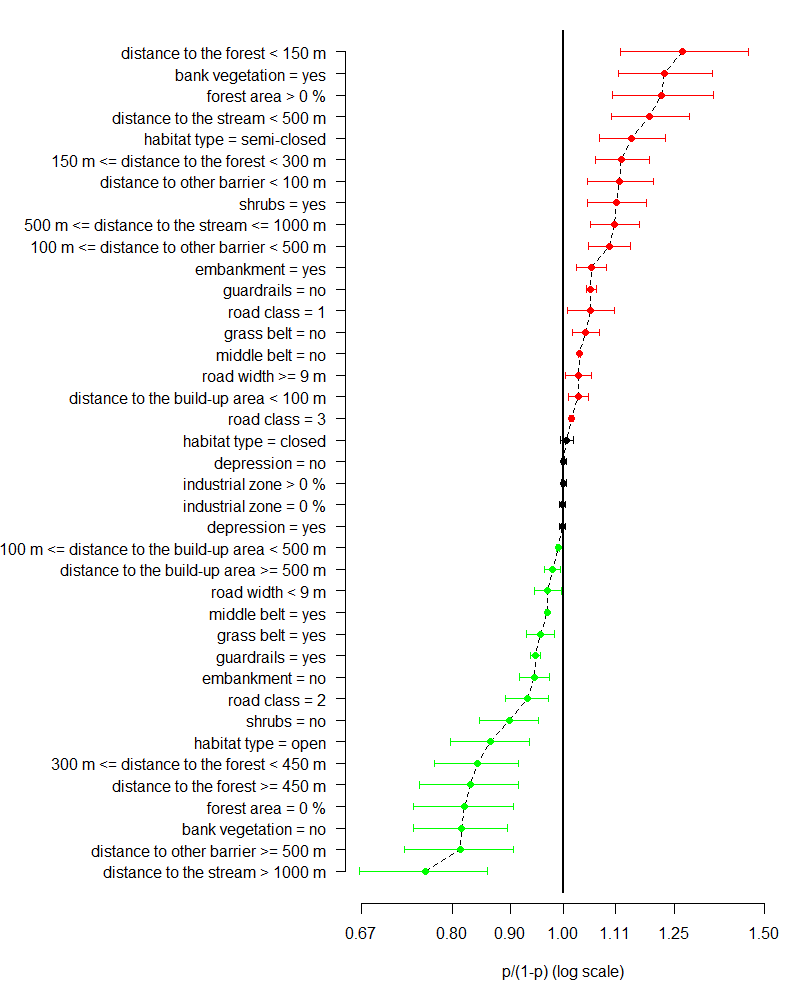 distance to the forest < 150 m
bank vegetation = yes
forest area > 0 %
distance to the stream < 500 m
habitat type = semi-closed
150 m <= distance to the forest < 300 m
distance to other barrier < 100 m
shrubs = yes
500 m <= distance to the stream <= 1000 m
100 m <= distance to other barrier < 500 m
embankment = yes
guardrails = no
road class = 1
grass belt = no
middle belt = no
road width >= 9 m
distance to the build-up area < 100 m
road class = 3
habitat type = closed
depression = no
industrial zone > 0 %
industrial zone = 0 %
depression = yes
100 m <= distance to the build-up area < 500 m
distance to the build-up area >= 500 m
road width < 9 m
middle belt = yes
grass belt = yes
guardrails = yes
embankment = no
road class = 2
shrubs = no
habitat type = open
300 m <= distance to the forest < 450 m
distance to the forest >= 450 m
forest area = 0 %
bank vegetation = no
distance to other barrier >= 500 m
distance to the stream > 1000 m
0.67 0.80 0.90 1.00 1.11 1.25 1.50
p/(1-p) (log scale)